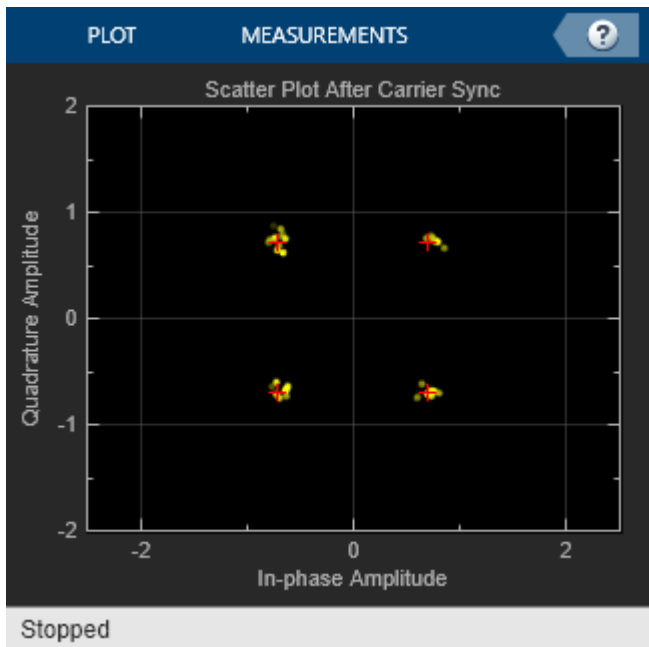 PLOT MEASUREMENTS ?
Scatter Plot After Carrier Sync
2
1
0
-1
-2
Quadrature Amplitude
-2 0 2
In-phase Amplitude
Stopped